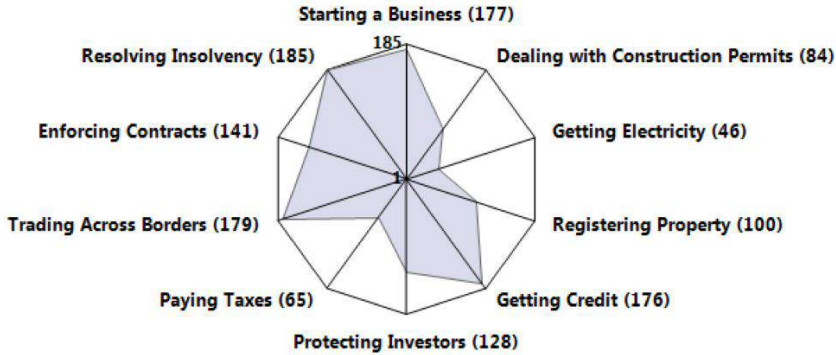 Starting a Business (177)
185
Resolving Insolvency (185)
Dealing with Construction Permits (84)
Enforcing Contracts (141)
Getting Electricity (46)
1
Trading Across Borders (179)
Registering Property (100)
Paying Taxes (65)
Getting Credit (176)
Protecting Investors (128)